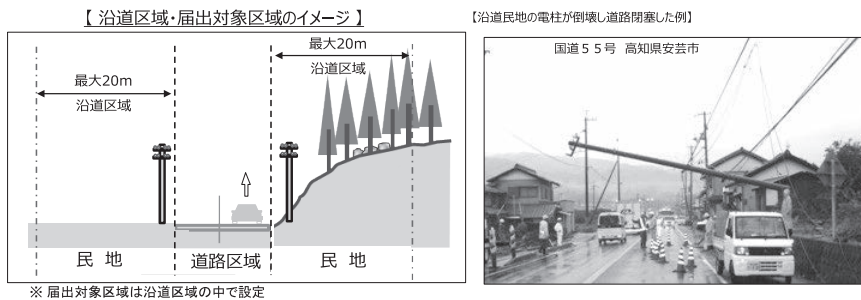 【 沿道区域・届出対象区域のイメージ 】
最大20m
沿道区域
最大20m
沿道区域
民 地
道路区域
民 地
※ 届出対象区域は沿道区域の中で設定
【沿道民地の電柱が倒壊し道路閉塞した例】
国道５５号 高知県安芸市